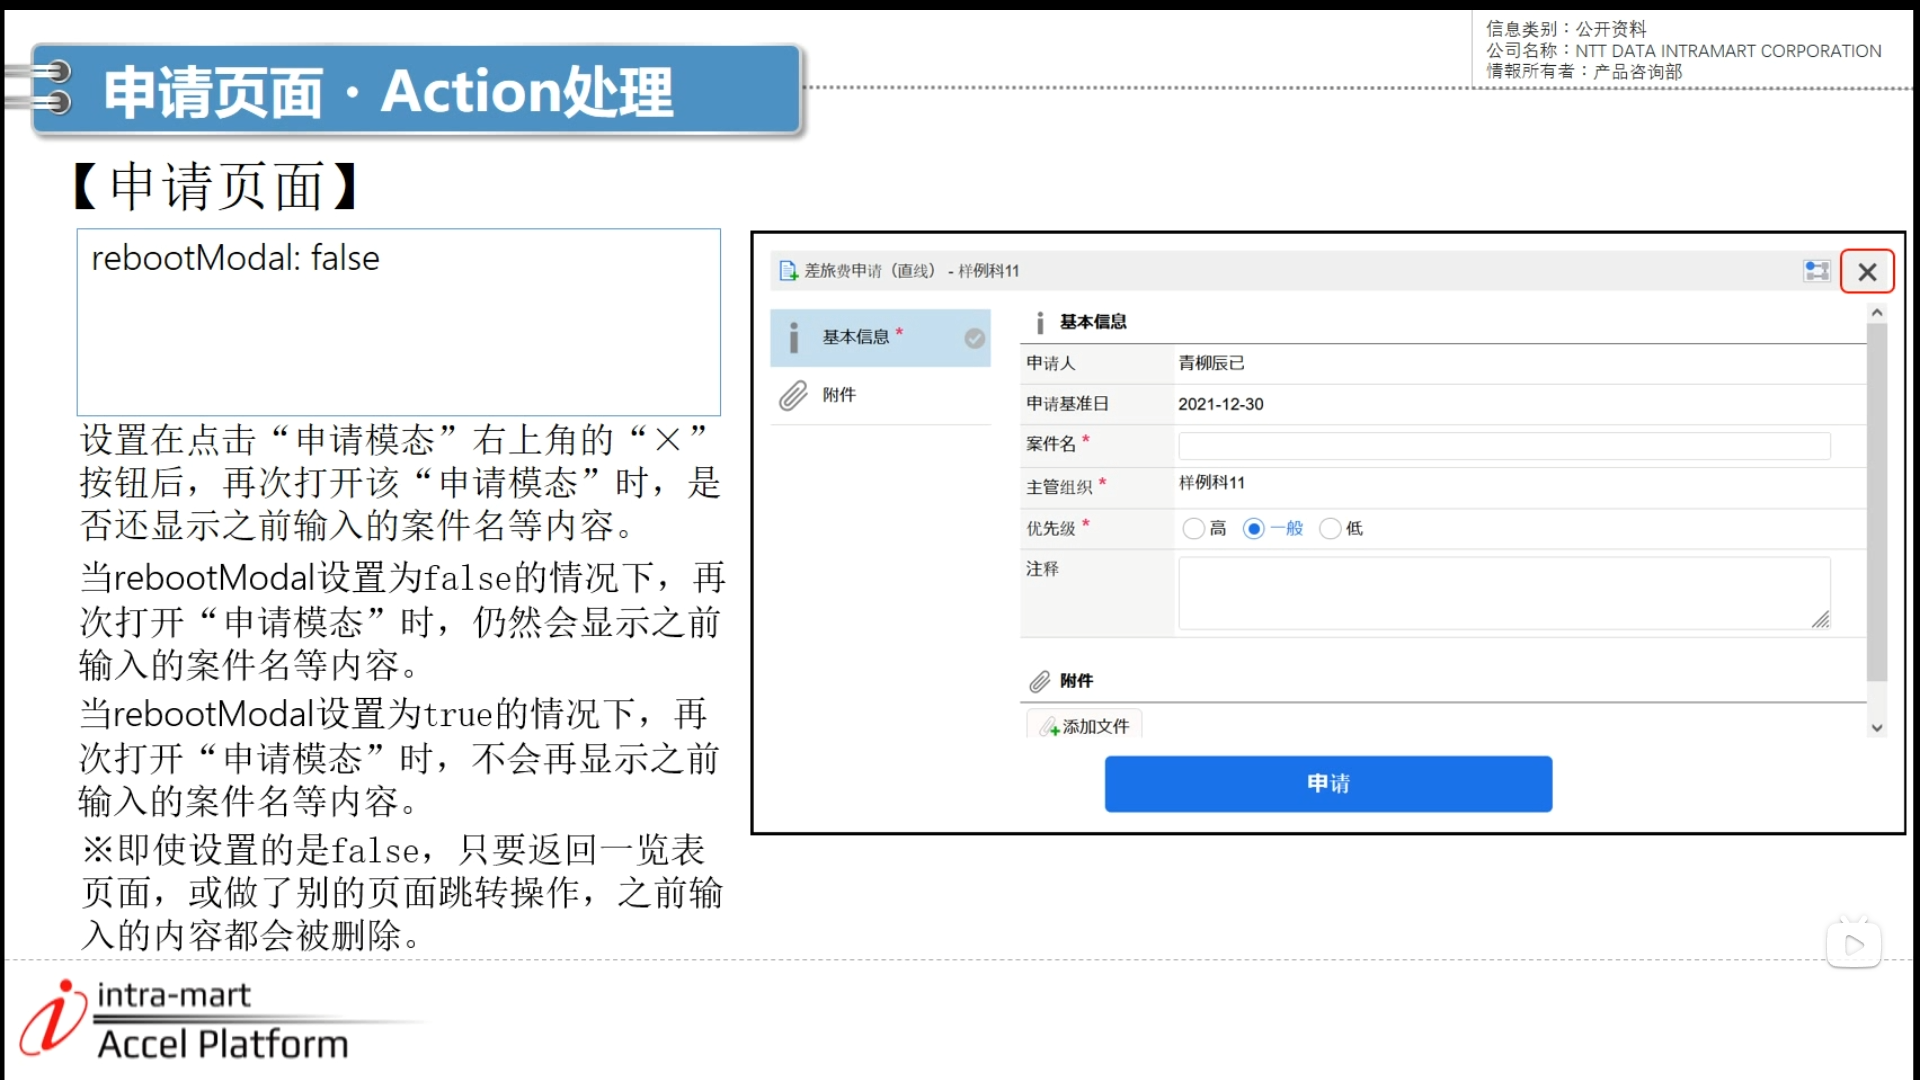 信息类别：公开资料
公司名称：NTT DATA INTRAMART CORPORATION
情報所有者：产品咨询部
申请页面・Action处理
【申请页面】
rebootModal: false
设置在点击“申请模态”右上角的“×”
按钮后，再次打开该“申请模态”时，是
否还显示之前输入的案件名等内容。
当rebootModal设置为false的情况下，再
次打开“申请模态”时，仍然会显示之前
输入的案件名等内容。
当rebootModal设置为true的情况下，再
次打开“申请模态”时，不会再显示之前
输入的案件名等内容。
※即使设置的是false，只要返回一览表
页面，或做了别的页面跳转操作，之前输
入的内容都会被删除。
差旅费申请（直线） - 样例科11
基本信息 *
附件
基本信息
申请人 青柳辰已
申请基准日 2021-12-30
案件名 *
主管组织 * 样例科11
优先级 * 高 一般 低
注释
附件
添加文件
申请
intra-mart
Accel Platform